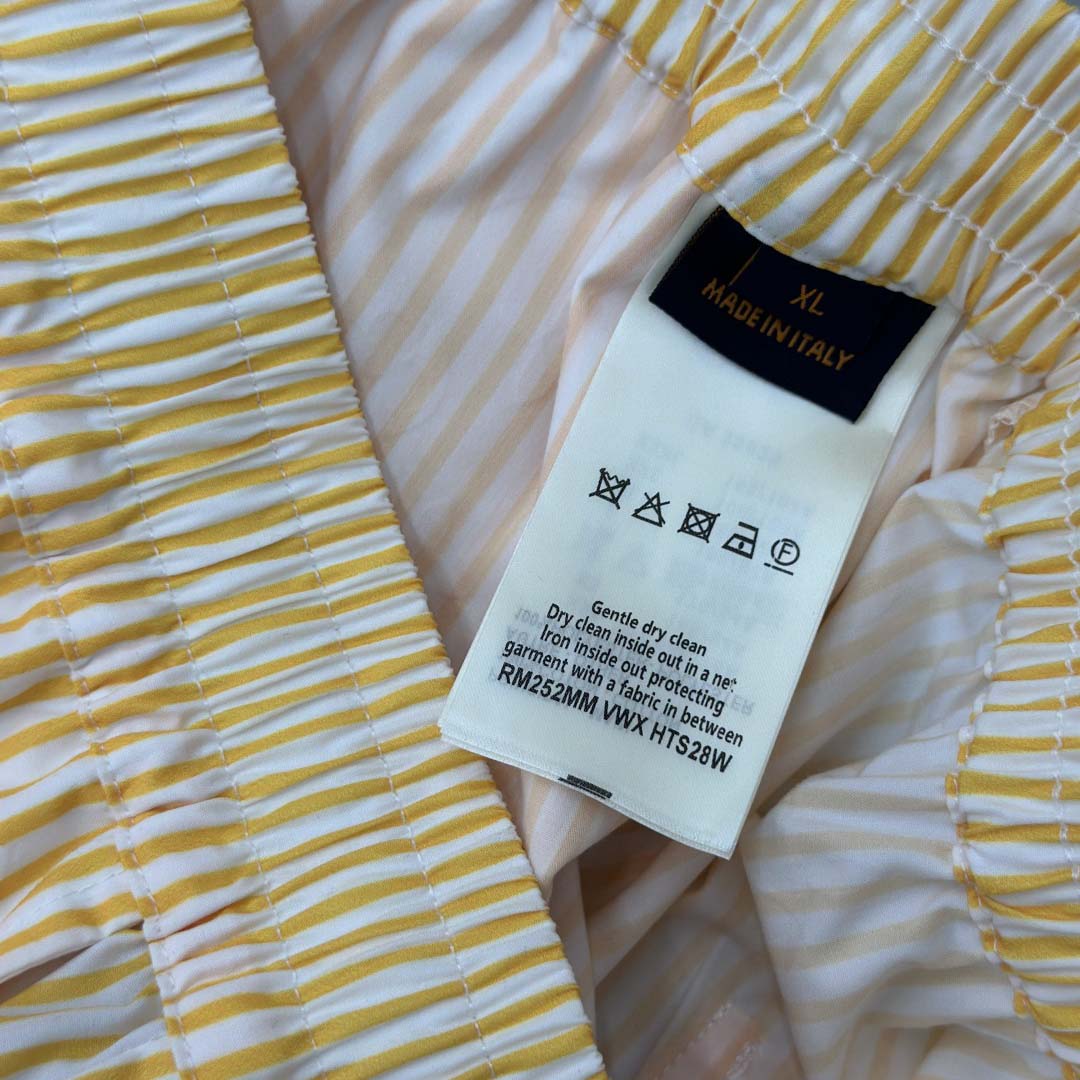 XL
MADE IN ITALY
F
Gentle dry clean
Dry clean inside out in a net
Iron inside out protecting
garment with a fabric in between
RM252MM VWX HTS28W